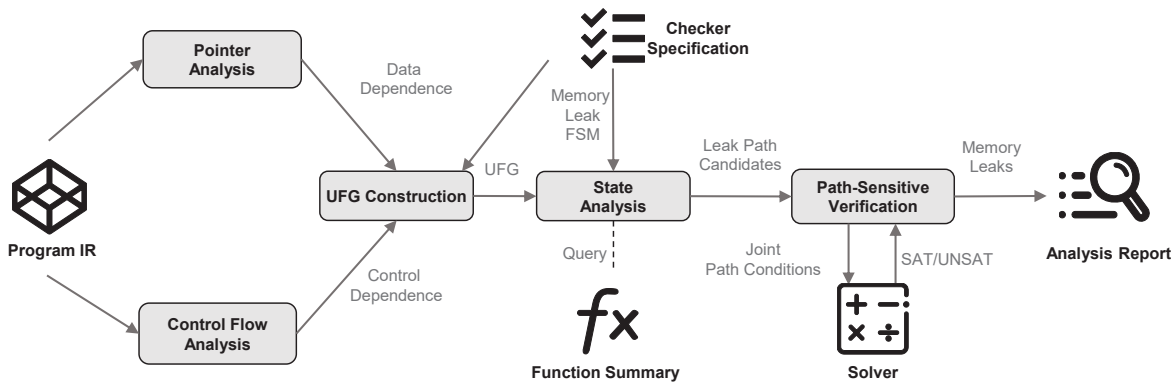 Pointer
Analysis
Checker
Specification
Data
Dependence
Memory
Leak
FSM
Program IR
UFG Construction
UFG
State
Analysis
Leak Path
Candidates
Path-Sensitive
Verification
Memory
Leaks
Analysis Report
Control
Dependence
Query
Joint
Path Conditions
SAT/UNSAT
Control Flow
Analysis
fx
Function Summary
Solver